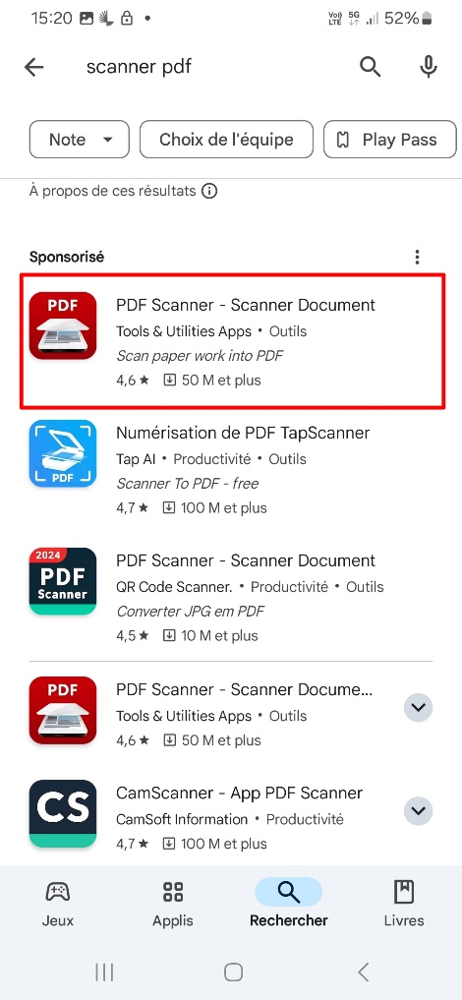 15:20 Vo)) LTE 5G 52%
scanner pdf
Note Choix de l'équipe Play Pass
À propos de ces résultats
Sponsorisé
PDF
PDF Scanner - Scanner Document
Tools & Utilities Apps • Outils
Scan paper work into PDF
4,6★ 50 M et plus
PDF
Numérisation de PDF TapScanner
Tap AI • Productivité • Outils
Scanner To PDF - free
4,7★ 100 M et plus
2024
PDF
Scanner
PDF Scanner - Scanner Document
QR Code Scanner. • Productivité • Outils
Converter JPG em PDF
4,5★ 10 M et plus
PDF
PDF Scanner - Scanner Docume...
Tools & Utilities Apps • Outils
4,6★ 50 M et plus
CS
CamScanner - App PDF Scanner
CamSoft Information • Productivité
4,7★ 100 M et plus
Jeux Applis Rechercher Livres